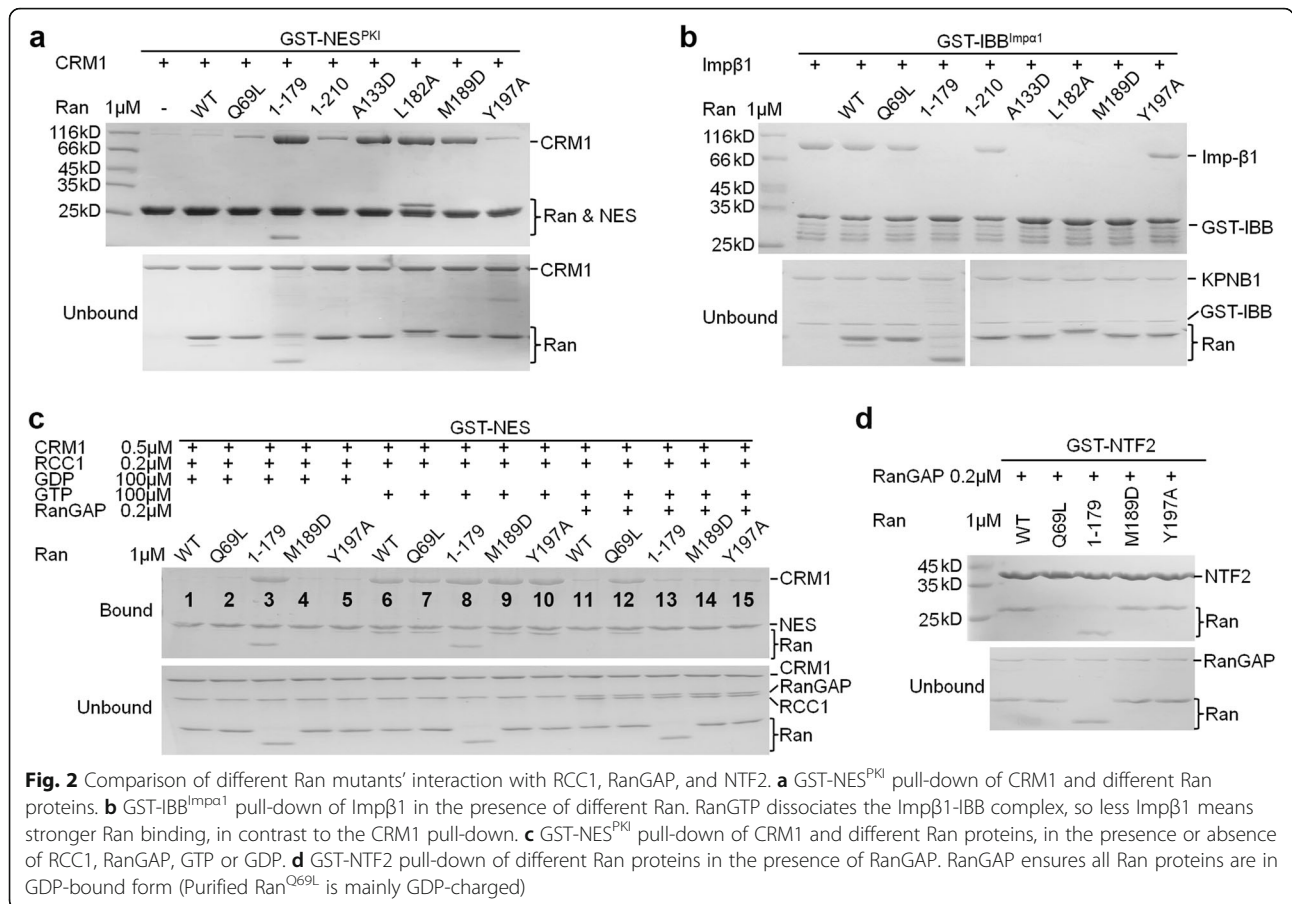 a
GST-NESPKI
CRM1 + + + + + + + + +
Ran 1μM - WT Q69L 1-179 1-210 A133D L182A M189D Y197A
116kD
66kD
45kD
35kD
25kD
CRM1
Ran & NES
Unbound
CRM1
Ran
b
GST-IBBImpα1
Impβ1 + + + + + + + + +
Ran 1μM WT Q69L 1-179 1-210 A133D L182A M189D Y197A
116kD
66kD
45kD
35kD
25kD
Imp-β1
GST-IBB
Unbound
KPNB1
GST-IBB
Ran
c
GST-NES
CRM1 0.5μM + + + + + + + + + + + + + + +
RCC1 0.2μM + + + + + + + + + + + + + + +
GDP 100μM + + + + +
GTP 100μM + + + + + + + + + +
RanGAP 0.2μM + + + + +
Ran 1μM WT Q69L 1-179 M189D Y197A WT Q69L 1-179 M189D Y197A WT Q69L 1-179 M189D Y197A
Bound
1 2 3 4 5 6 7 8 9 10 11 12 13 14 15
CRM1
NES
Ran
Unbound
CRM1
RanGAP
RCC1
Ran
d
GST-NTF2
RanGAP 0.2μM + + + + +
Ran 1μM WT Q69L 1-179 M189D Y197A
45kD
35kD
25kD
NTF2
Ran
Unbound
RanGAP
Ran
Fig. 2 Comparison of different Ran mutants' interaction with RCC1, RanGAP, and NTF2. a GST-NESPKI pull-down of CRM1 and different Ran
proteins. b GST-IBBImpα1 pull-down of Impβ1 in the presence of different Ran. RanGTP dissociates the Impβ1-IBB complex, so less Impβ1 means
stronger Ran binding, in contrast to the CRM1 pull-down. c GST-NESPKI pull-down of CRM1 and different Ran proteins, in the presence or absence
of RCC1, RanGAP, GTP or GDP. d GST-NTF2 pull-down of different Ran proteins in the presence of RanGAP. RanGAP ensures all Ran proteins are in
GDP-bound form (Purified RanQ69L is mainly GDP-charged)